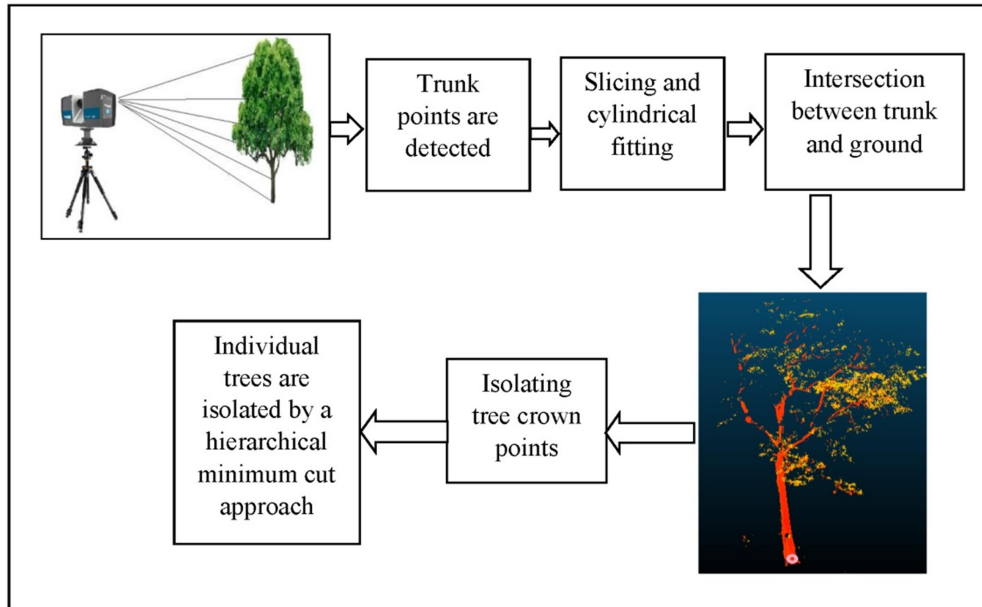 Trunk
points are
detected
Slicing and
cylindrical
fitting
Intersection
between trunk
and ground
Isolating
tree crown
points
Individual
trees are
isolated by a
hierarchical
minimum cut
approach